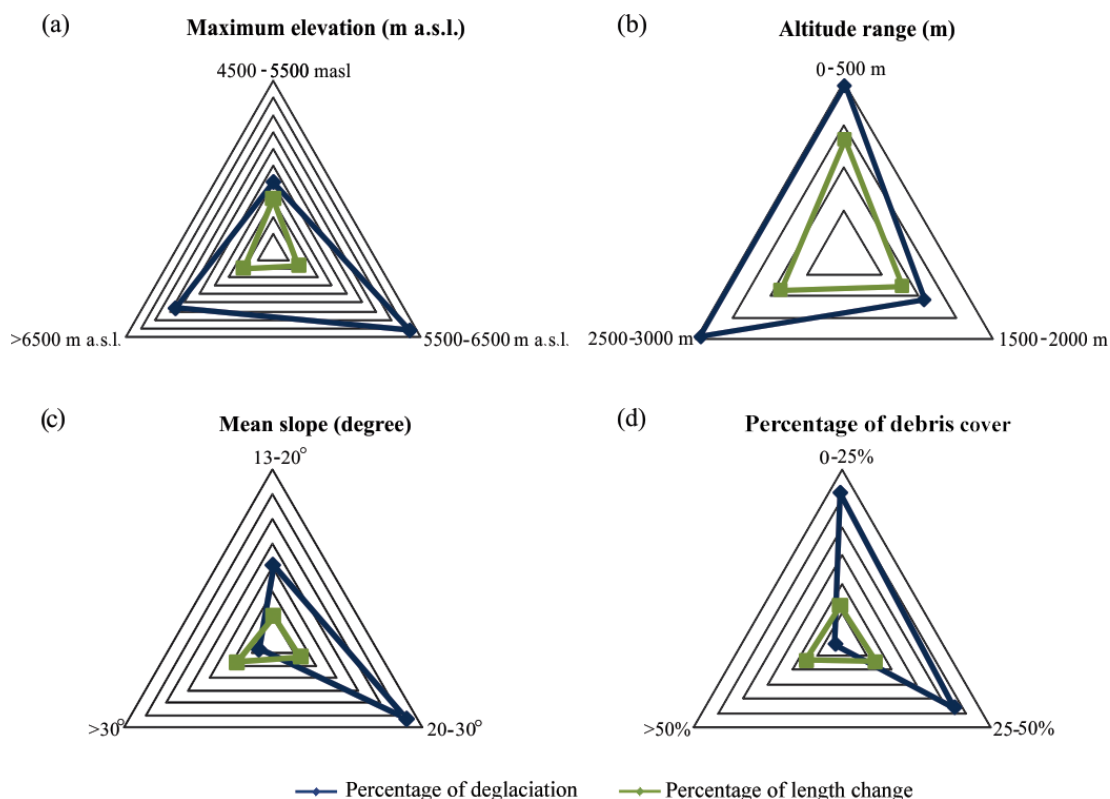 (a)
Maximum elevation (m a.s.l.)
4500 - 5500 masl
>6500 m a.s.l.
5500-6500 m a.s.l.
(b)
Altitude range (m)
0-500 m
2500-3000 m
1500-2000 m
(c)
Mean slope (degree)
13-20°
>30°
20-30°
(d)
Percentage of debris cover
0-25%
>50%
25-50%
Percentage of deglaciation
Percentage of length change